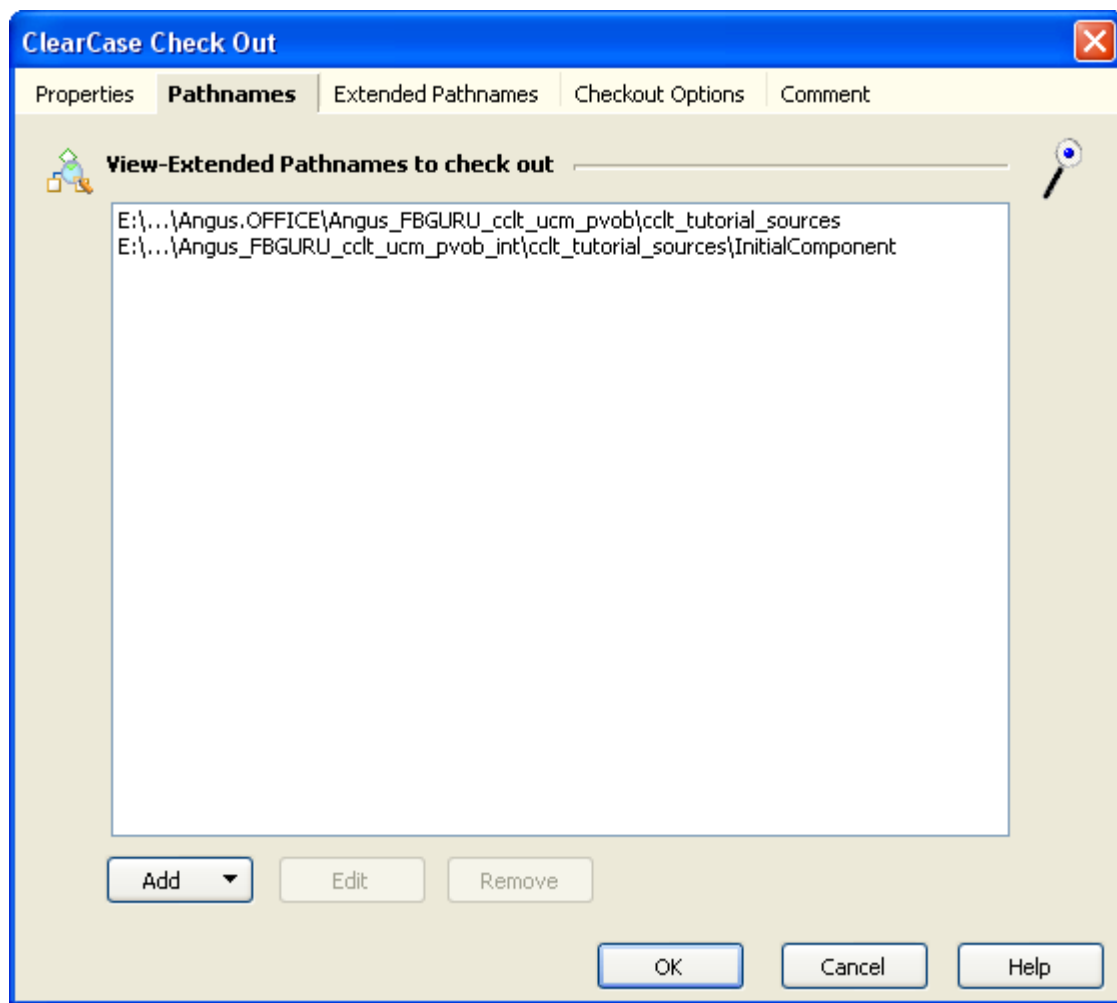 ClearCase Check Out
Properties Pathnames Extended Pathnames Checkout Options Comment
View-Extended Pathnames to check out
E:\...\Angus.OFFICE\Angus_FBGURU_cclt_ucm_pvob\cclt_tutorial_sources
E:\...\Angus_FBGURU_cclt_ucm_pvob_int\cclt_tutorial_sources\InitialComponent
Add Edit Remove
OK Cancel Help